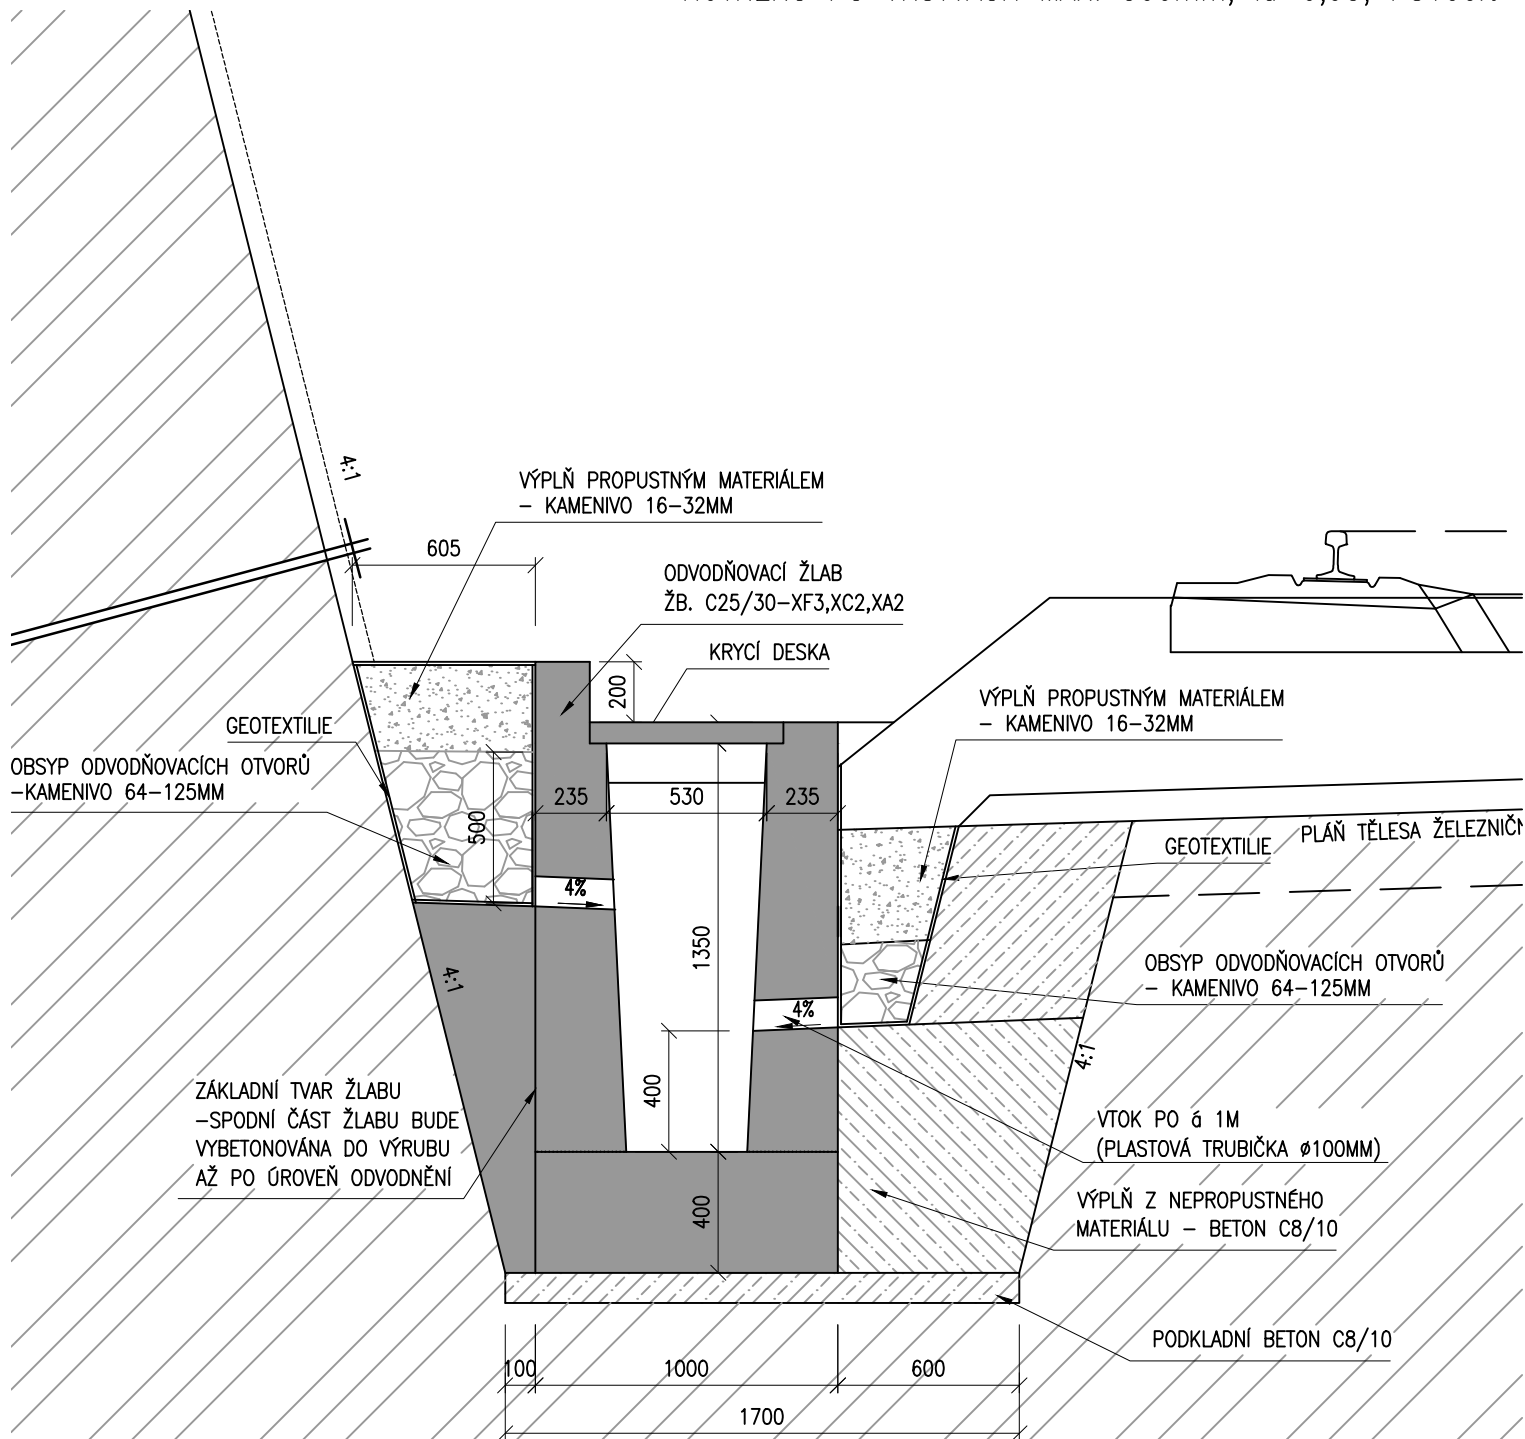 4:1
VÝPLŇ PROPUSTNÝM MATERIÁLEM
- KAMENIVO 16-32MM
605
ODVODŇOVACÍ ŽLAB
ŽB. C25/30-XF3,XC2,XA2
KRYCÍ DESKA
200
VÝPLŇ PROPUSTNÝM MATERIÁLEM
- KAMENIVO 16-32MM
GEOTEXTILIE
OBSYP ODVODŇOVACÍCH OTVORŮ
-KAMENIVO 64-125MM
500
235
530
235
PLÁŇ TĚLESA
GEOTEXTILIE
4%
1350
4:1
OBSYP ODVODŇOVACÍCH OTVORŮ
- KAMENIVO 64-125MM
4%
4:1
400
ZÁKLADNÍ TVAR ŽLABU
-SPODNÍ ČÁST ŽLABU BUDE
VYBETONOVÁNA DO VÝRUBU
AŽ PO ÚROVEŇ ODVODNĚNÍ
VTOK PO á 1M
(PLASTOVÁ TRUBIČKA ø100MM)
400
VÝPLŇ Z NEPROPUSTNÉHO
MATERIÁLU - BETON C8/10
PODKLADNÍ BETON C8/10
100
1000
600
1700